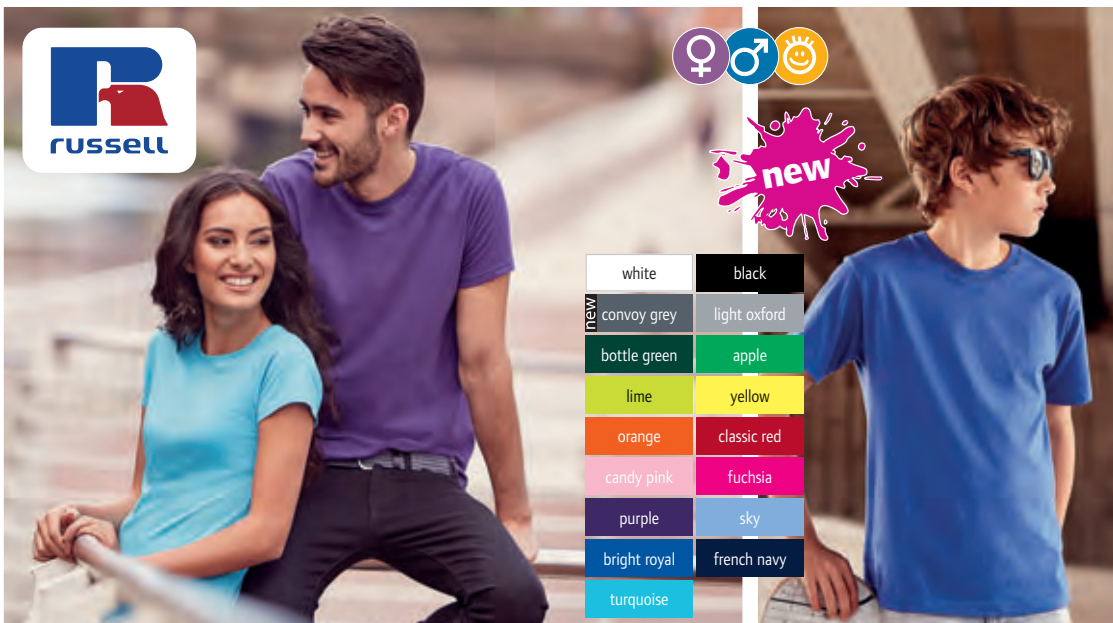 russell
new
white
black
new
convoy grey
light oxford
bottle green
apple
lime
yellow
orange
classic red
candy pink
fuchsia
purple
sky
bright royal
french navy
turquoise